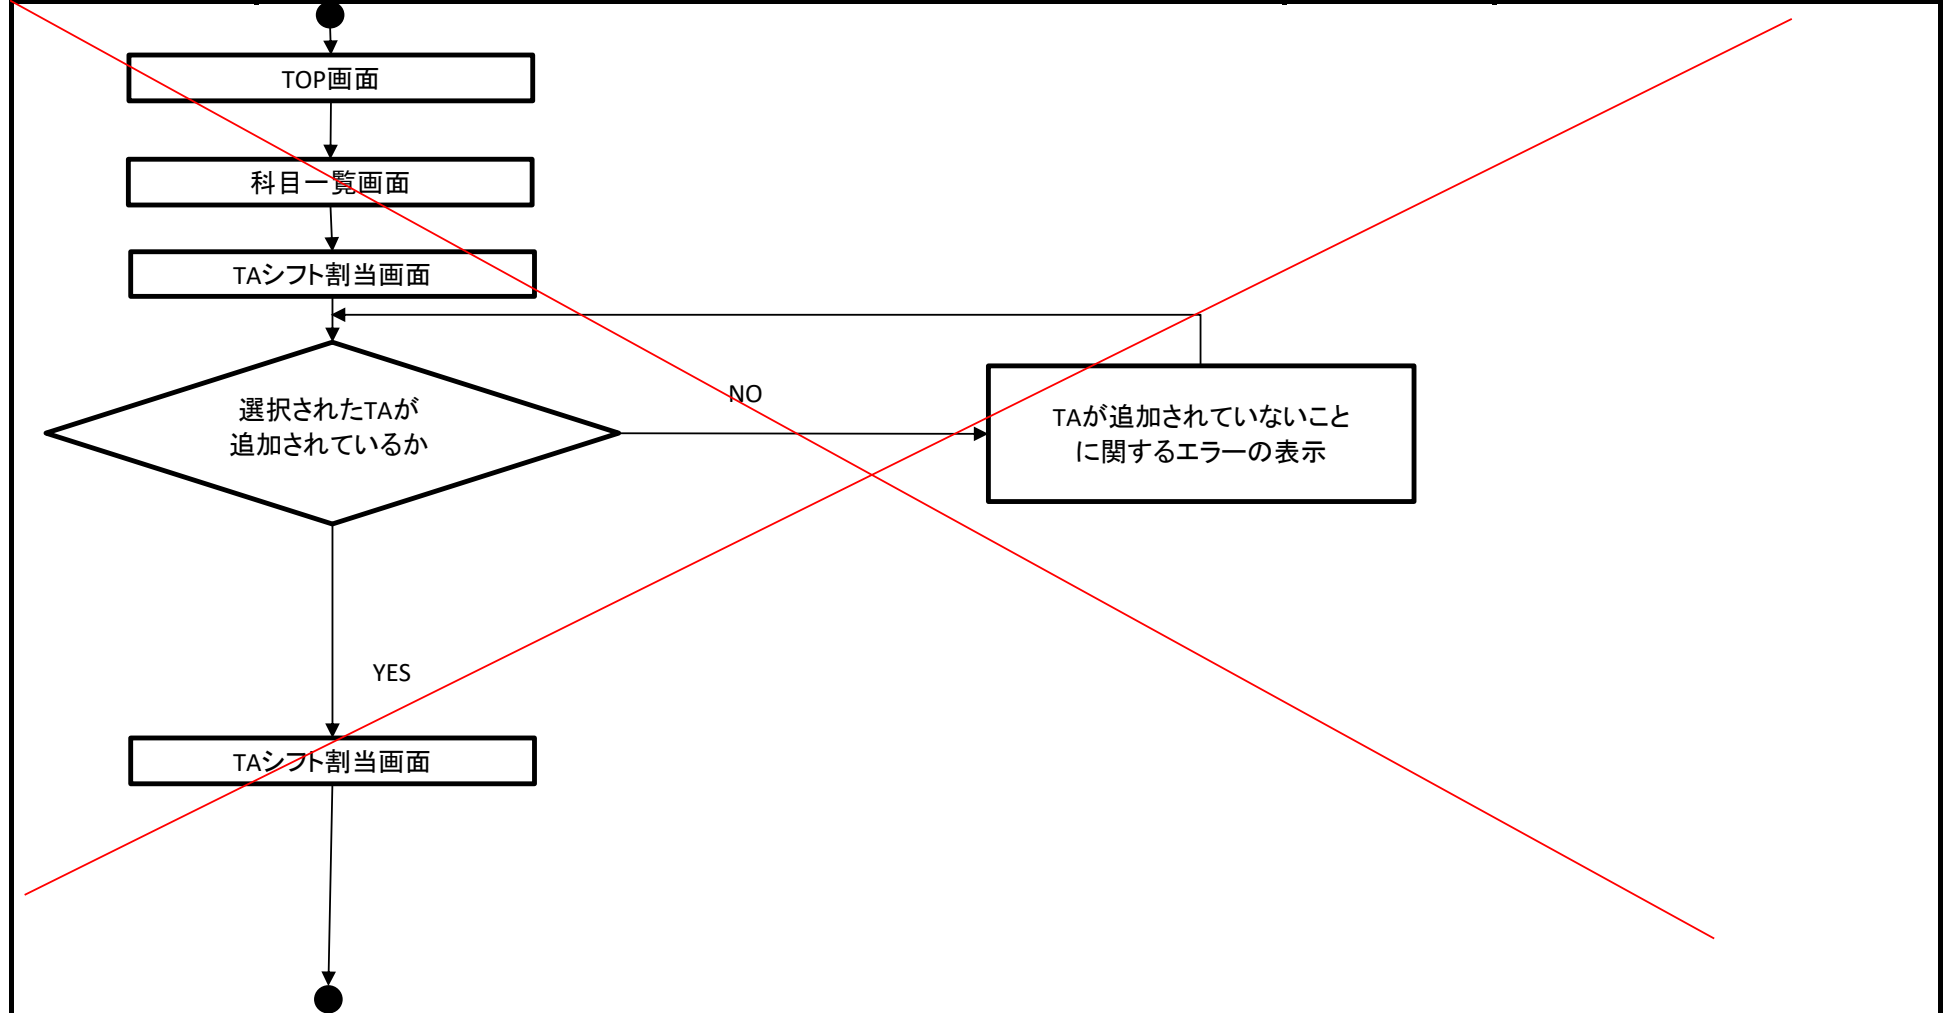 TOP画面
科目一覧画面
TAシフト割当画面
選択されたTAが
追加されているか
NO
TAが追加されていないこと
に関するエラーの表示
YES
TAシフト割当画面